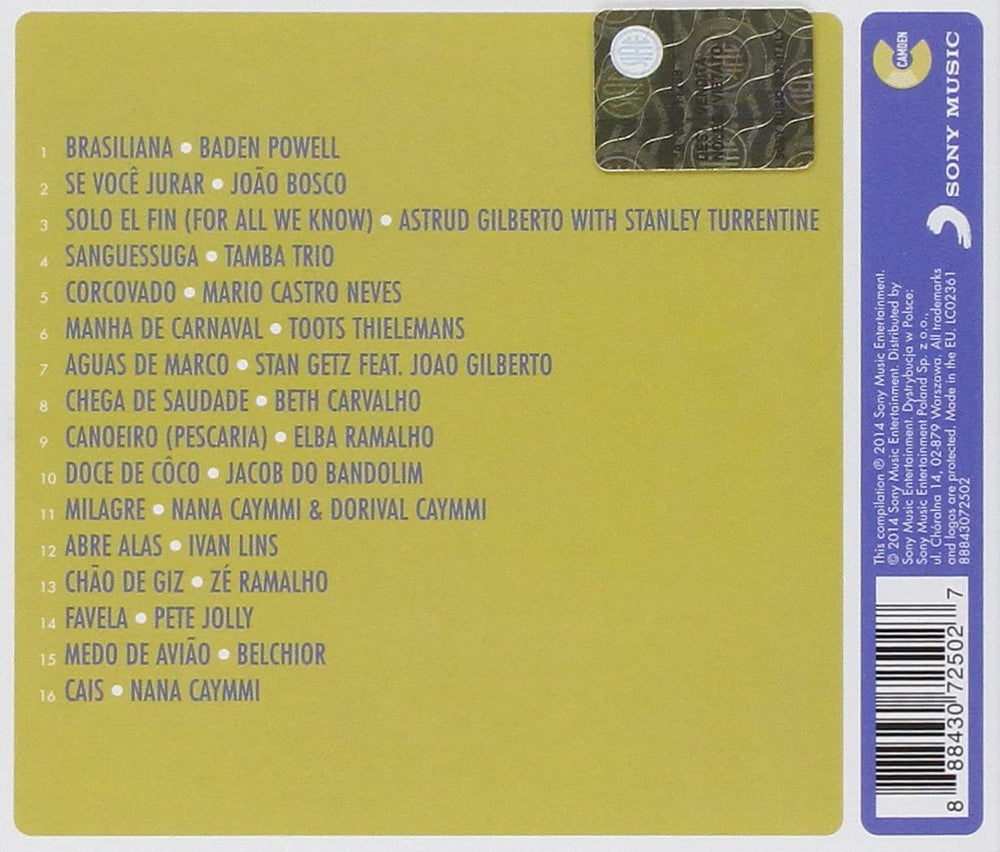 1 BRASILIANA • BADEN POWELL
2 SE VOCÊ JURAR • JOÃO BOSCO
3 SOLO EL FIN (FOR ALL WE KNOW) • ASTRUD GILBERTO WITH STANLEY TURRENTINE
4 SANGUESSUGA • TAMBA TRIO
5 CORCOVADO • MARIO CASTRO NEVES
6 MANHA DE CARNAVAL • TOOTS THIELEMANS
7 AGUAS DE MARCO • STAN GETZ FEAT. JOAO GILBERTO
8 CHEGA DE SAUDADE • BETH CARVALHO
9 CANOEIRO (PESCARIA) • ELBA RAMALHO
10 DOCE DE CÔCO • JACOB DO BANDOLIM
11 MILAGRE • NANA CAYMMI & DORIVAL CAYMMI
12 ABRE ALAS • IVAN LINS
13 CHÃO DE GIZ • ZÉ RAMALHO
14 FAVELA • PETE JOLLY
15 MEDO DE AVIÃO • BELCHIOR
16 CAIS • NANA CAYMMI
SIAE
CAMDEN
SONY MUSIC
This compilation ℗ 2014 Sony Music Entertainment.
© 2014 Sony Music Entertainment. Distributed by
Sony Music Entertainment. Dystrybucja w Polsce:
Sony Music Entertainment Poland Sp. z o.o.,
ul. Chóralna 14, 02-879 Warszawa. All trademarks
and logos are protected. Made in the EU. LC02361
88843072502
8 88430 72502 7